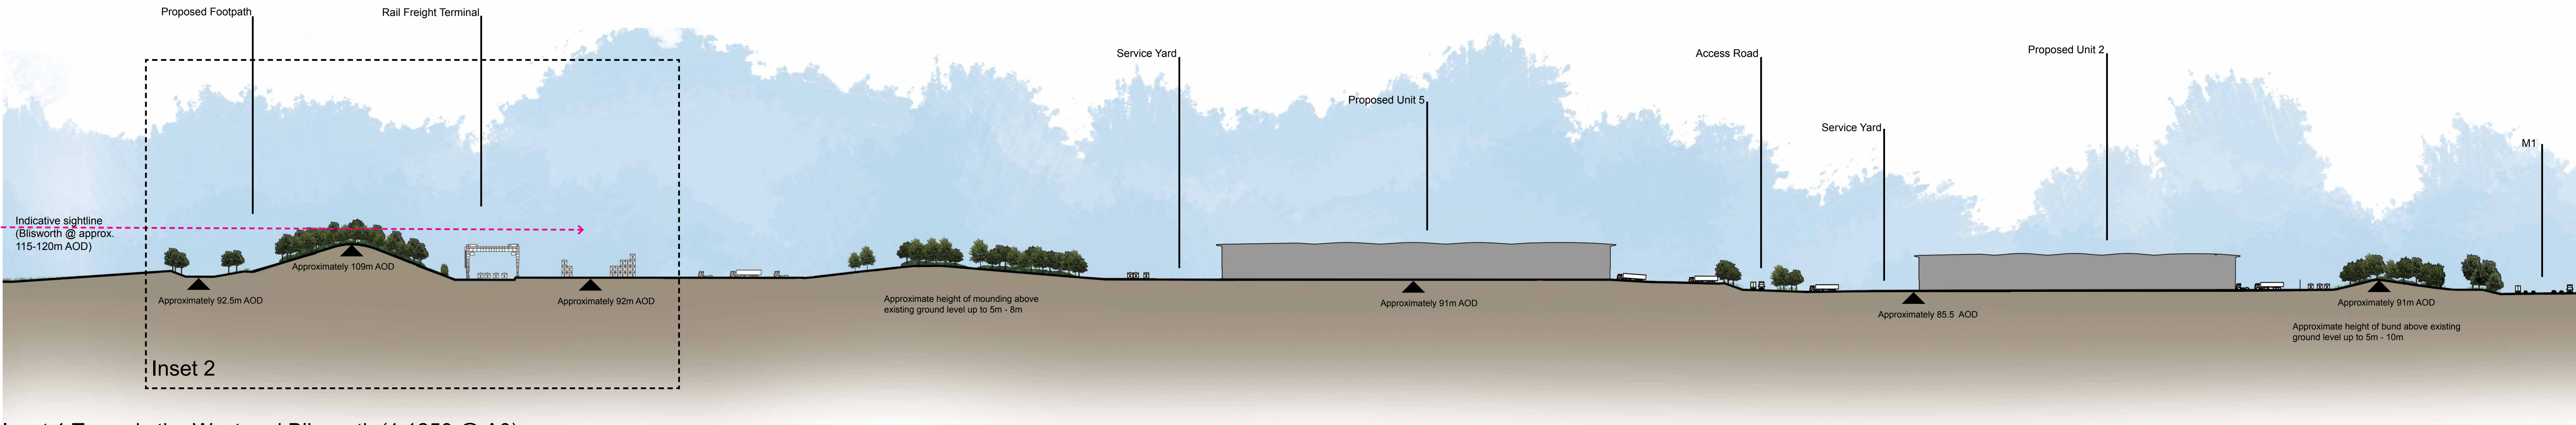 Proposed Footpath
Rail Freight Terminal
Service Yard
Proposed Unit 5
Access Road
Service Yard
Proposed Unit 2
M1
Indicative sightline
(Blisworth @ approx.
115-120m AOD)
Approximately 109m AOD
Approximately 92.5m AOD
Approximately 92m AOD
Approximate height of mounding above
existing ground level up to 5m - 8m
Approximately 91m AOD
Approximately 85.5 AOD
Approximately 91m AOD
Approximate height of bund above existing
ground level up to 5m - 10m
Inset 2